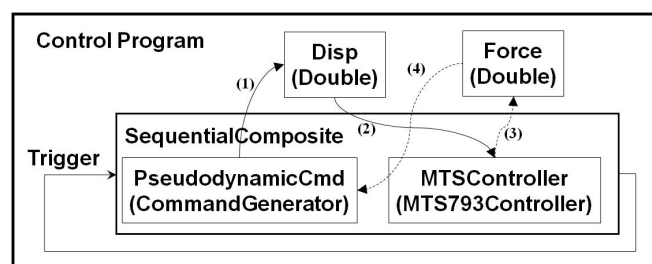 Control Program
Disp
(Double)
Force
(Double)
(1)
(2)
(4)
(3)
SequentialComposite
Trigger
PseudodynamicCmd
(CommandGenerator)
MTSController
(MTS793Controller)